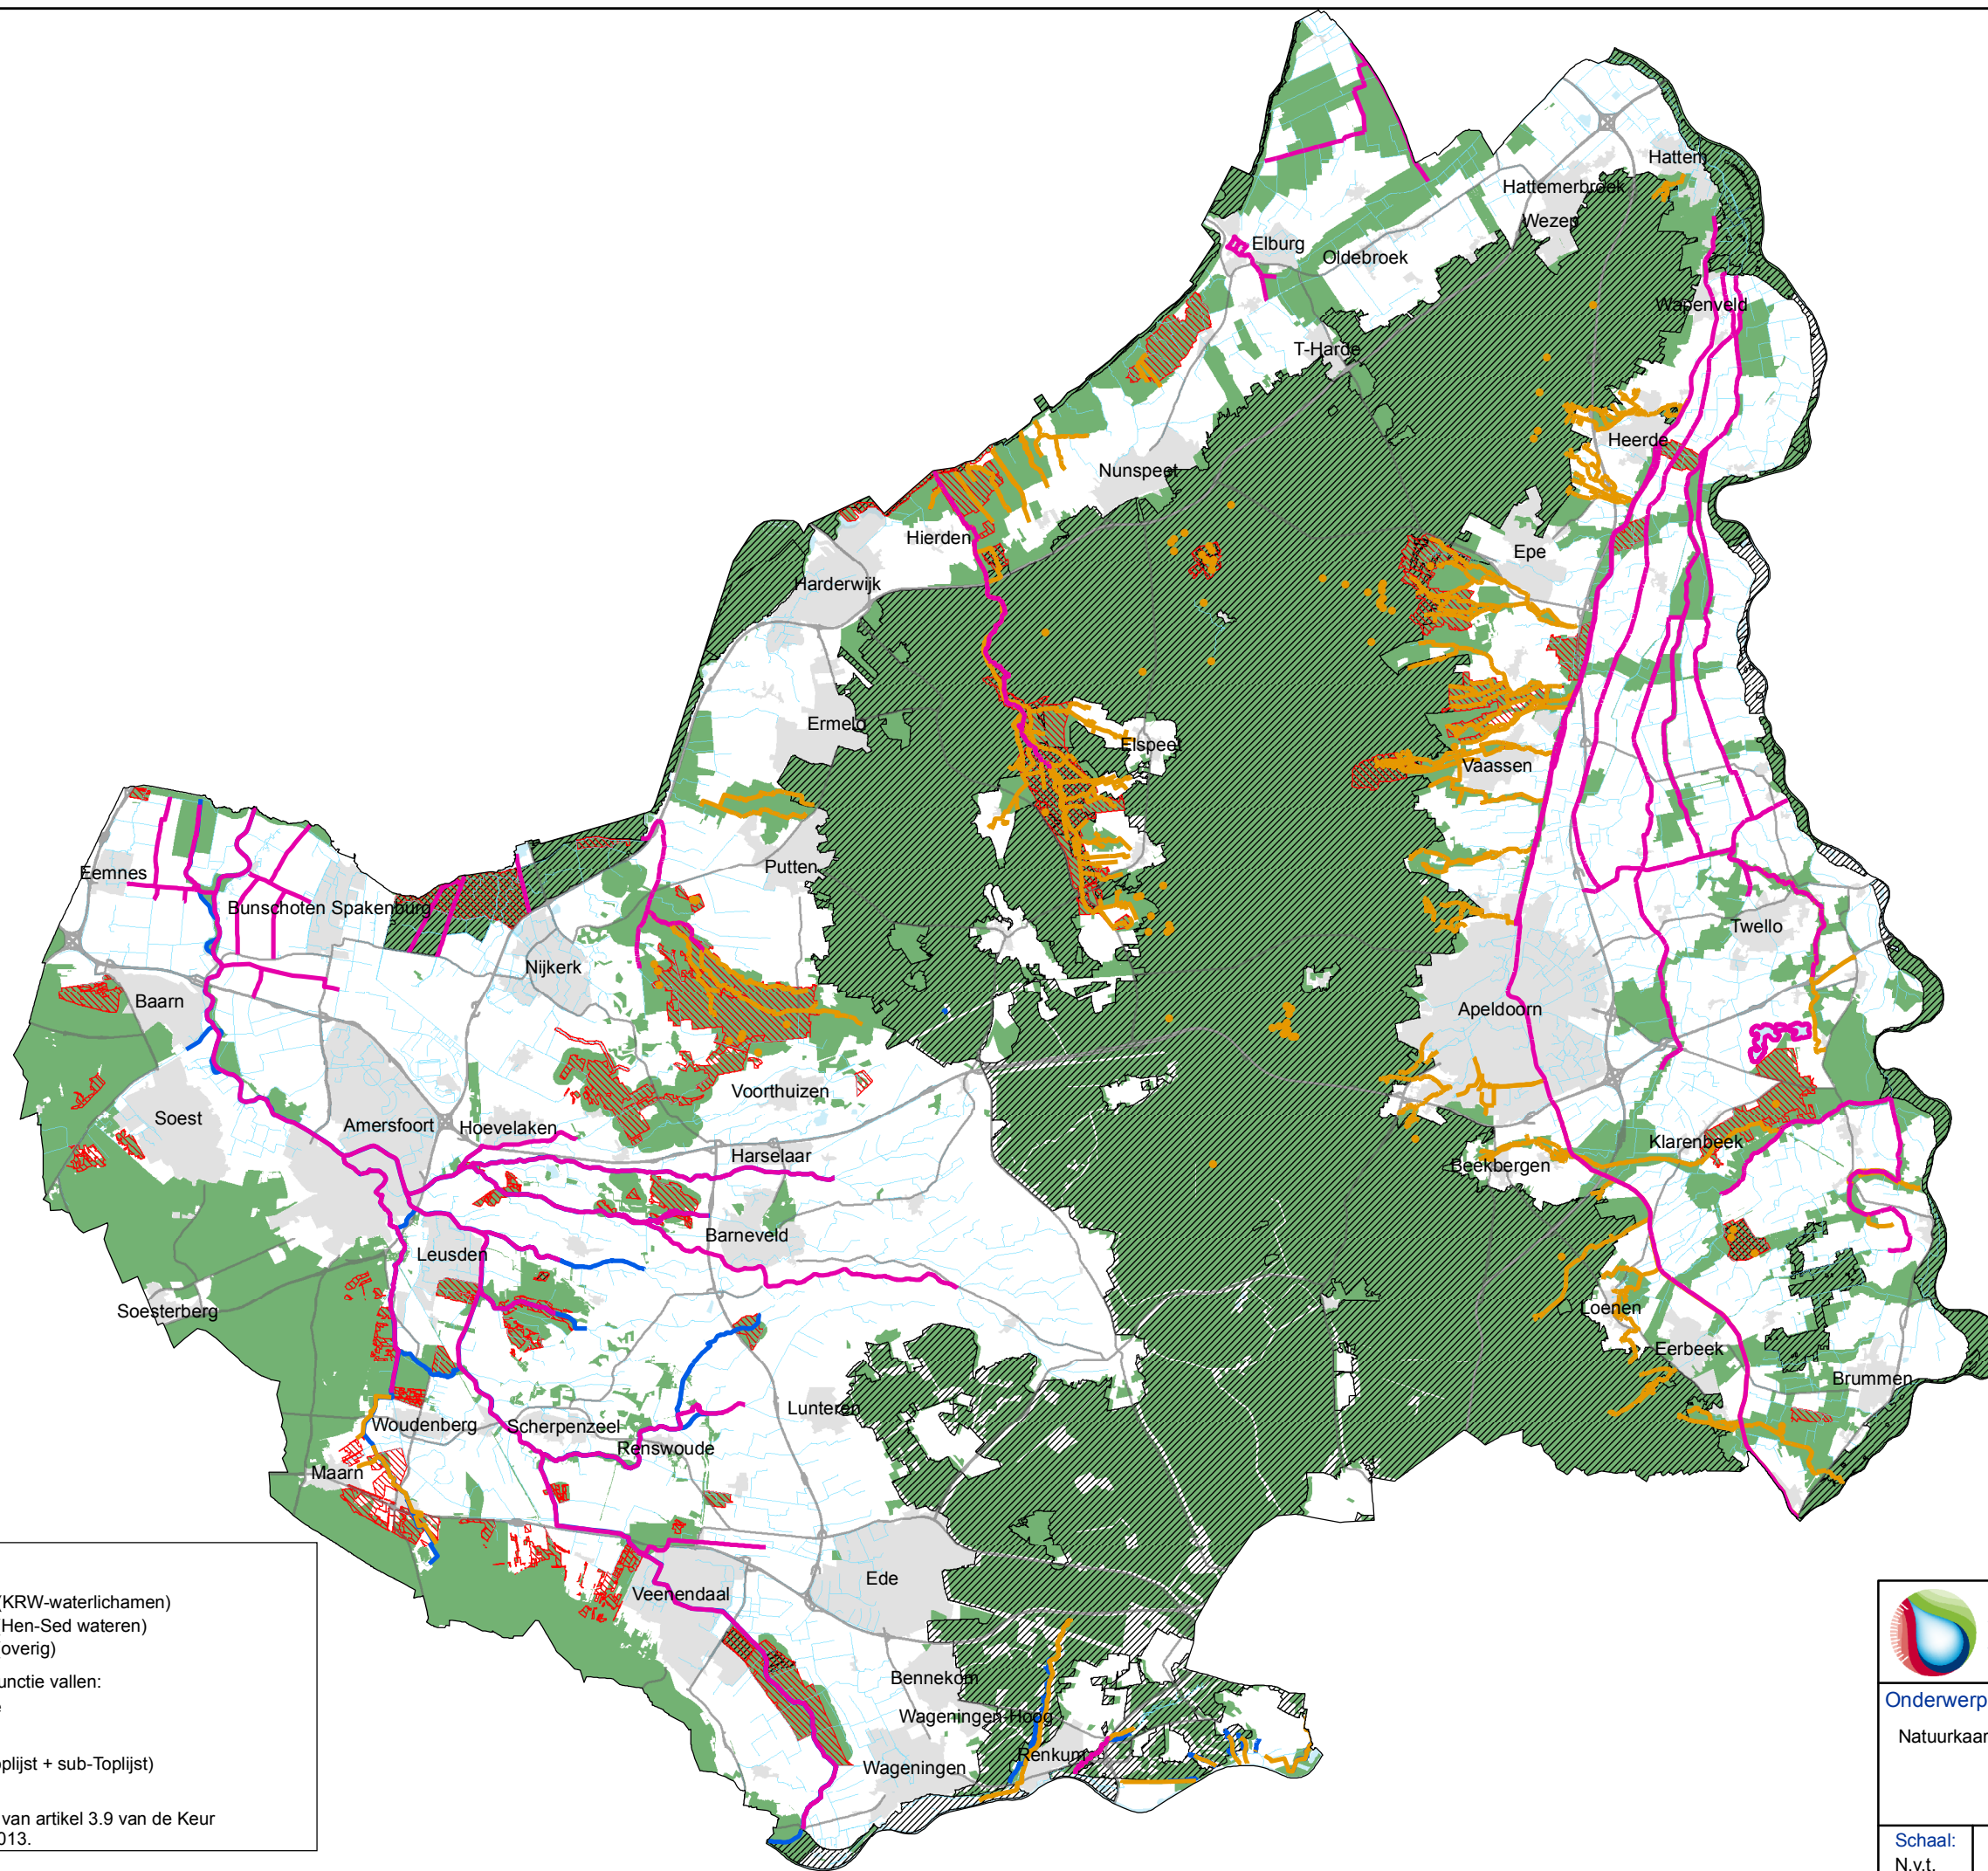 Hattem
Hattemerbroek
Wezep
Elburg
Oldebroek
Wapenveld
T-Harde
Heerde
Nunspeet
Hierden
Epe
Harderwijk
Ermelo
Elspeet
Vaassen
Putten
Eemnes
Bunschoten Spakenburg
Twello
Nijkerk
Baarn
Apeldoorn
Voorthuizen
Soest
Amersfoort
Hoevelaken
Klarenbeek
Harselaar
Beekbergen
Barneveld
Leusden
Soesterberg
Loenen
Eerbeek
Brummen
Lunteren
Woudenberg
Scherpenzeel
Renswoude
Maarn
Ede
Veenendaal
(KRW-waterlichamen)
(Hen-Sed wateren)
overig)
unctie vallen:
plijst + sub-Toplijst)
van artikel 3.9 van de Keur
013.
Bennekom
Wageningen-Hoog
Renkum
Wageningen
Onderwerp
Natuurkaar
Schaal:
N.v.t.